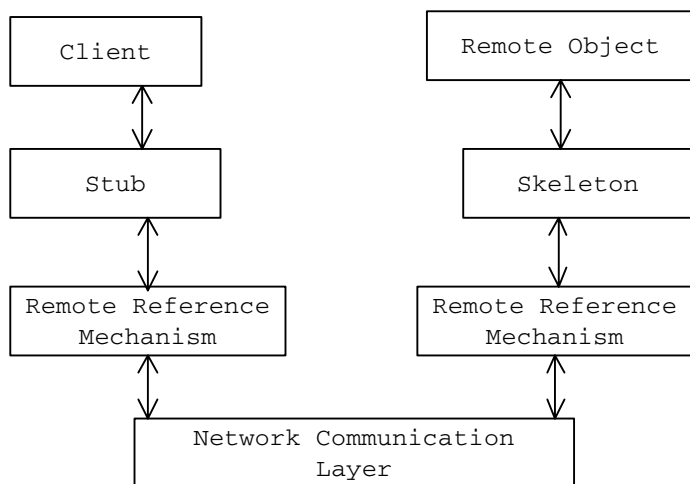 Client
Remote Object
Stub
Skeleton
Remote Reference
Mechanism
Remote Reference
Mechanism
Network Communication
Layer